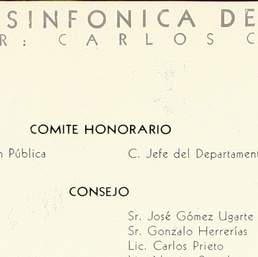 SINFONICA DE
R: CARLOS C
COMITE HONORARIO
n Pública C. Jefe del Departamen
CONSEJO
Sr. José Gómez Ugarte
Sr. Gonzalo Herrerías
Lic. Carlos Prieto